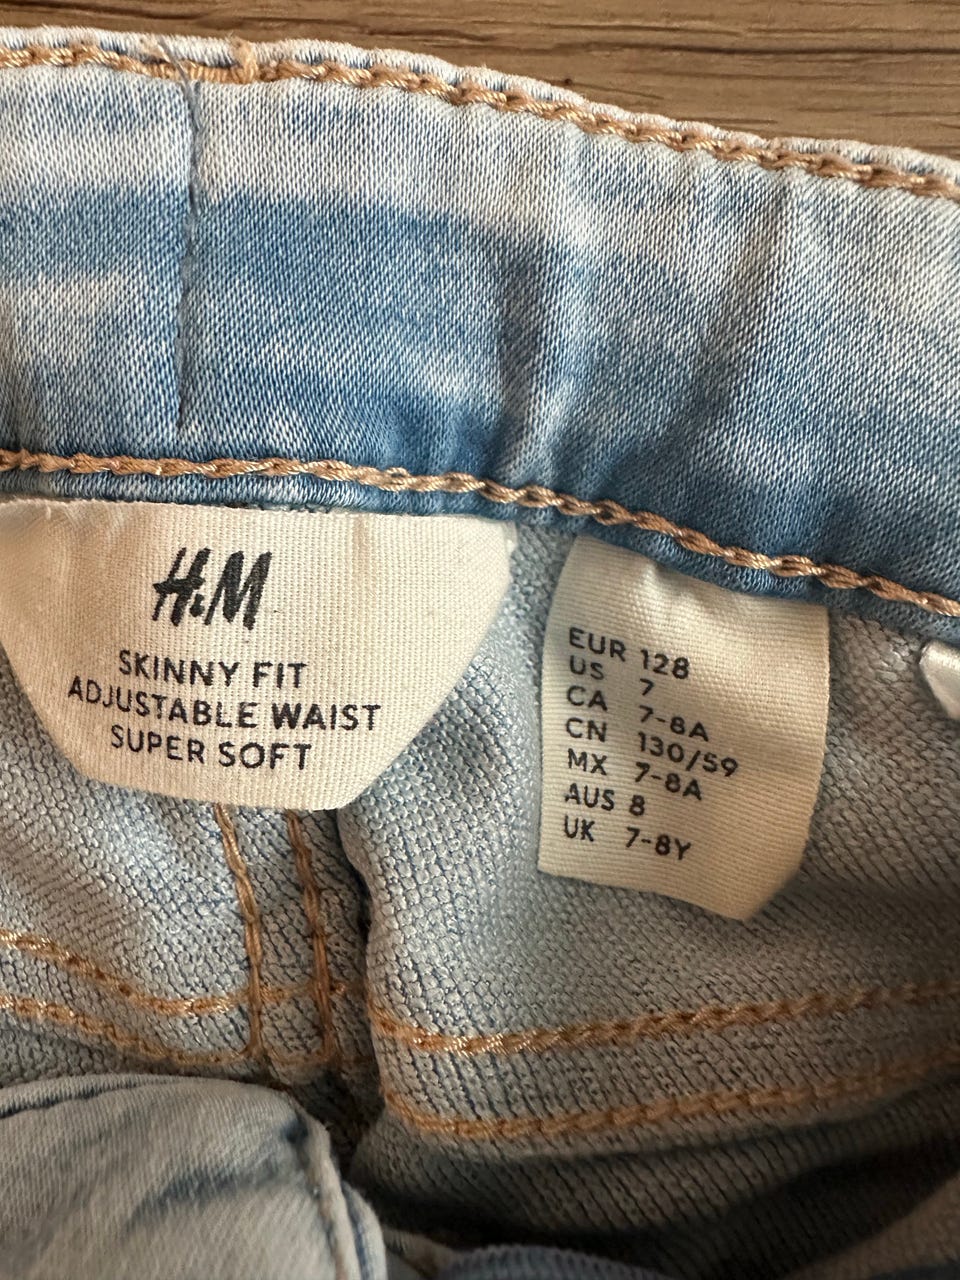 H&M
SKINNY FIT
ADJUSTABLE WAIST
SUPER SOFT
EUR 128
US 7
CA 7-8A
CN 130/59
MX 7-8A
AUS 8
UK 7-8Y